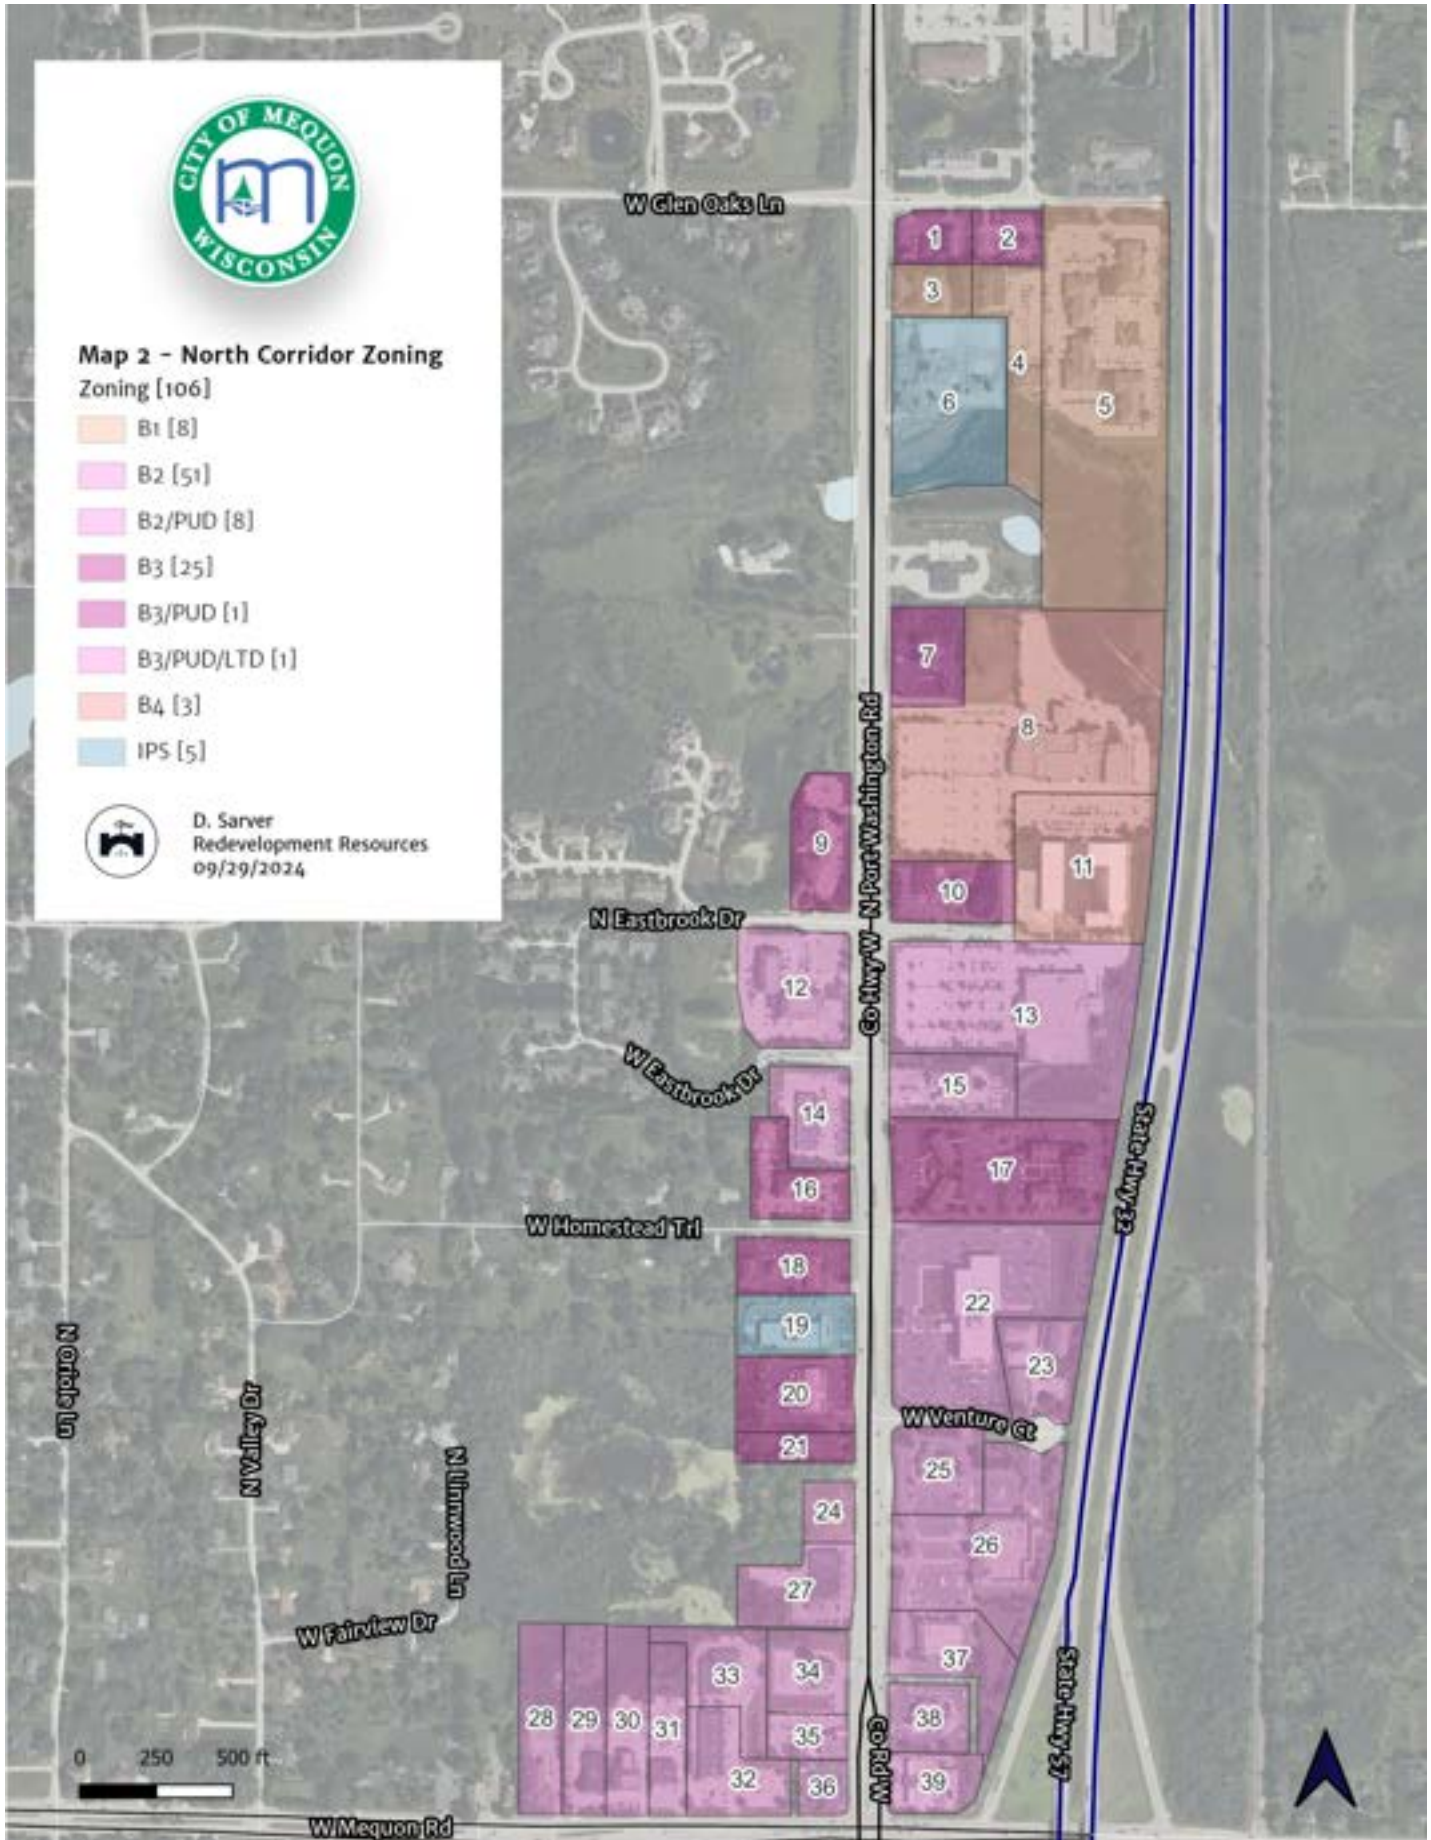 CITY OF MEQUON
WISCONSIN
Map 2 - North Corridor Zoning
Zoning [106]
B1 [8]
B2 [51]
B2/PUD [8]
B3 [25]
B3/PUD [1]
B3/PUD/LTD [1]
B4 [3]
IPS [5]
D. Sarver
Redevelopment Resources
09/29/2024
W Glen Oaks Ln
1
2
3
4
5
6
7
8
Co Hwy W
N Port Washington Rd
9
10
11
N Eastbrook Dr
12
13
W Eastbrook Dr
14
15
16
17
State Hwy 32
W Homestead Trl
18
19
20
21
22
23
W Venture Ct
N Oriole Ln
N Valley Dr
N Linnwood Ln
W Fairview Dr
24
25
26
27
28
29
30
31
32
33
34
35
36
37
38
39
Co Rd W
State Hwy 57
0 250 500 ft
W Mequon Rd